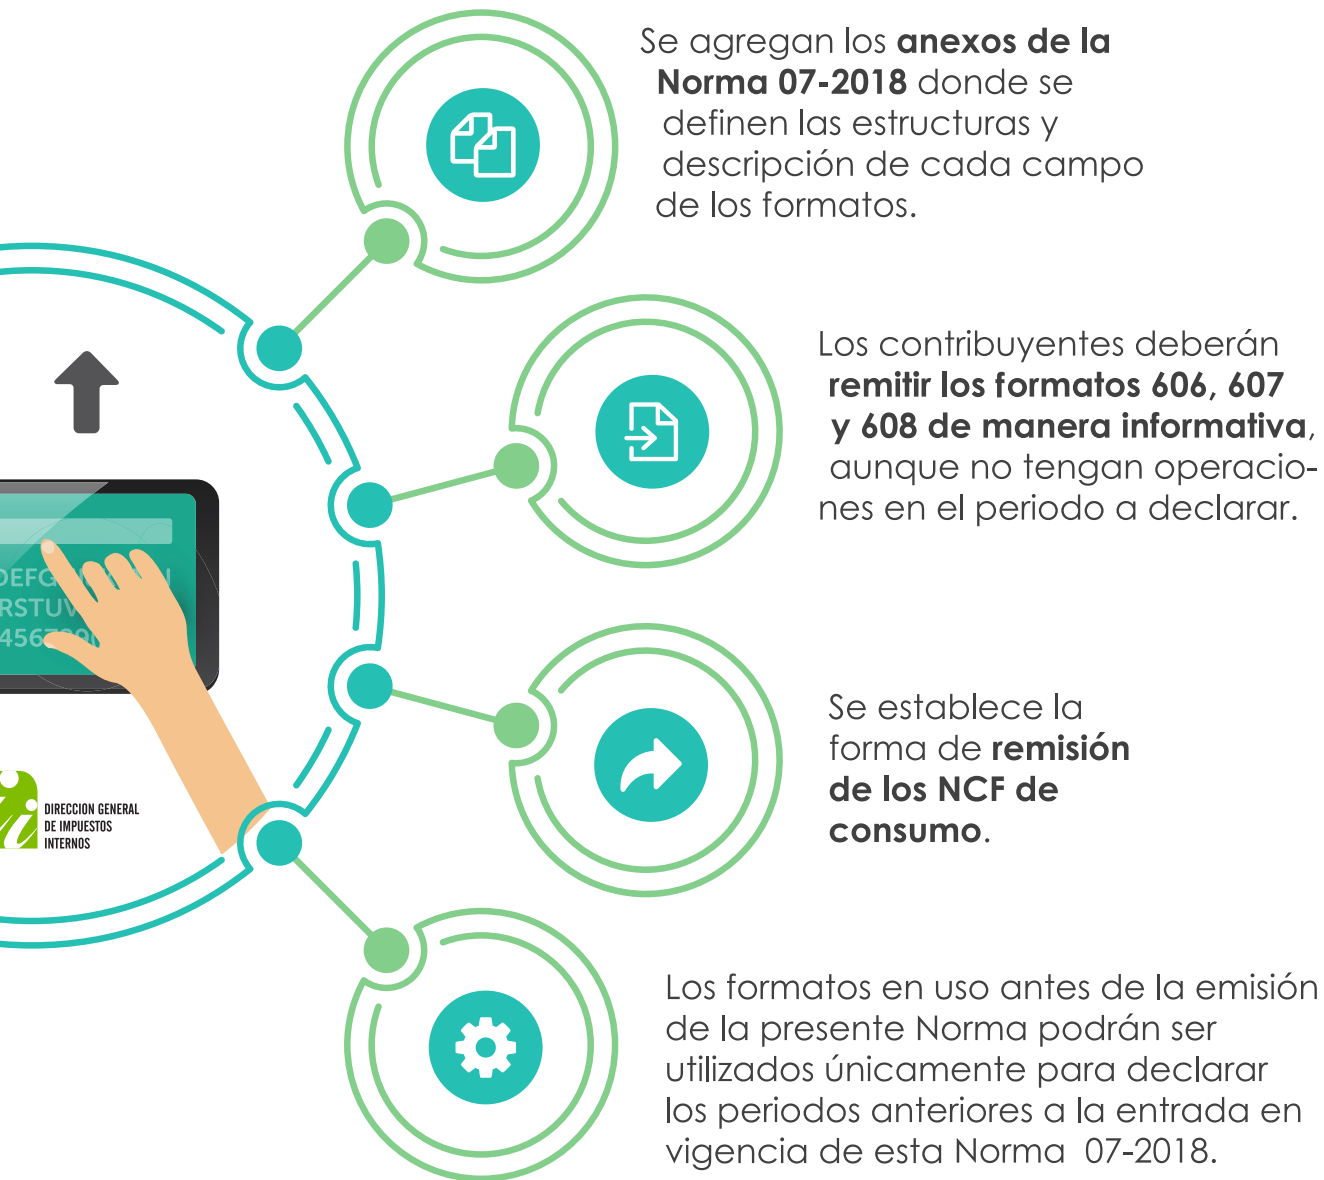 Se agregan los anexos de la
Norma 07-2018 donde se
definen las estructuras y
descripción de cada campo
de los formatos.
Los contribuyentes deberán
remitir los formatos 606, 607
y 608 de manera informativa,
aunque no tengan operacio-
nes en el periodo a declarar.
DEFG
RSTUV
DIRECCION GENERAL
DE IMPUESTOS
INTERNOS
Se establece la
forma de remisión
de los NCF de
consumo.
Los formatos en uso antes de la emisión
de la presente Norma podrán ser
utilizados únicamente para declarar
los periodos anteriores a la entrada en
vigencia de esta Norma 07-2018.